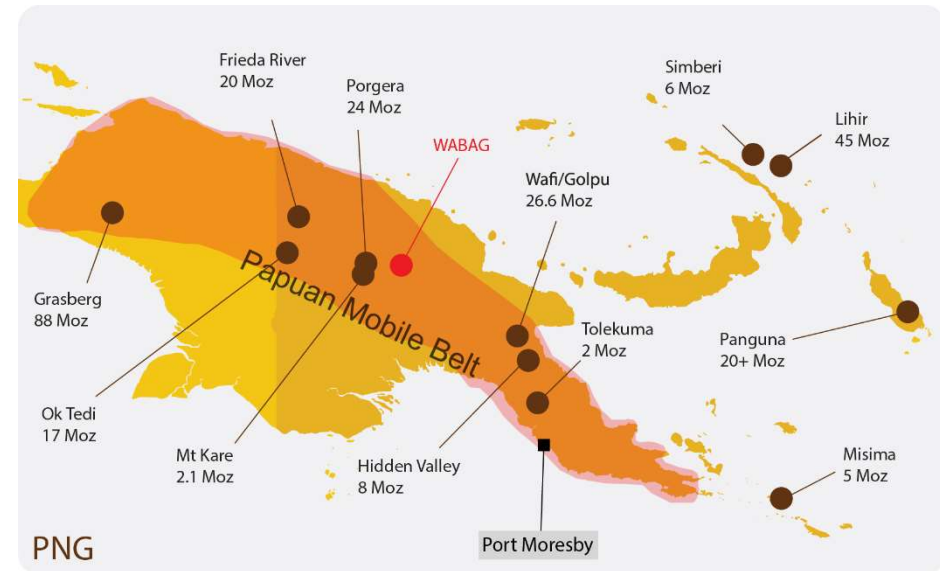 Frieda River
20 Moz
Porgera
24 Moz
WABAG
Simberi
6 Moz
Lihir
45 Moz
Wafi/Golpu
26.6 Moz
Grasberg
88 Moz
Papuan Mobile Belt
Tolekuma
2 Moz
Panguna
20+ Moz
Ok Tedi
17 Moz
Mt Kare
2.1 Moz
Hidden Valley
8 Moz
Misima
5 Moz
Port Moresby
PNG